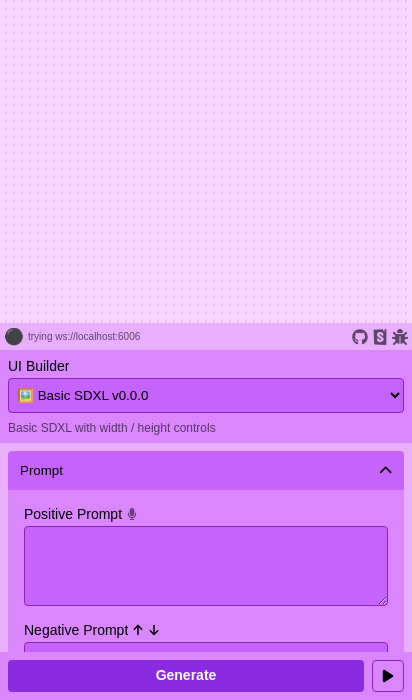 trying ws://localhost:6006
UI Builder
🖼️ Basic SDXL v0.0.0
Basic SDXL with width / height controls
Prompt
Positive Prompt
Negative Prompt
Generate